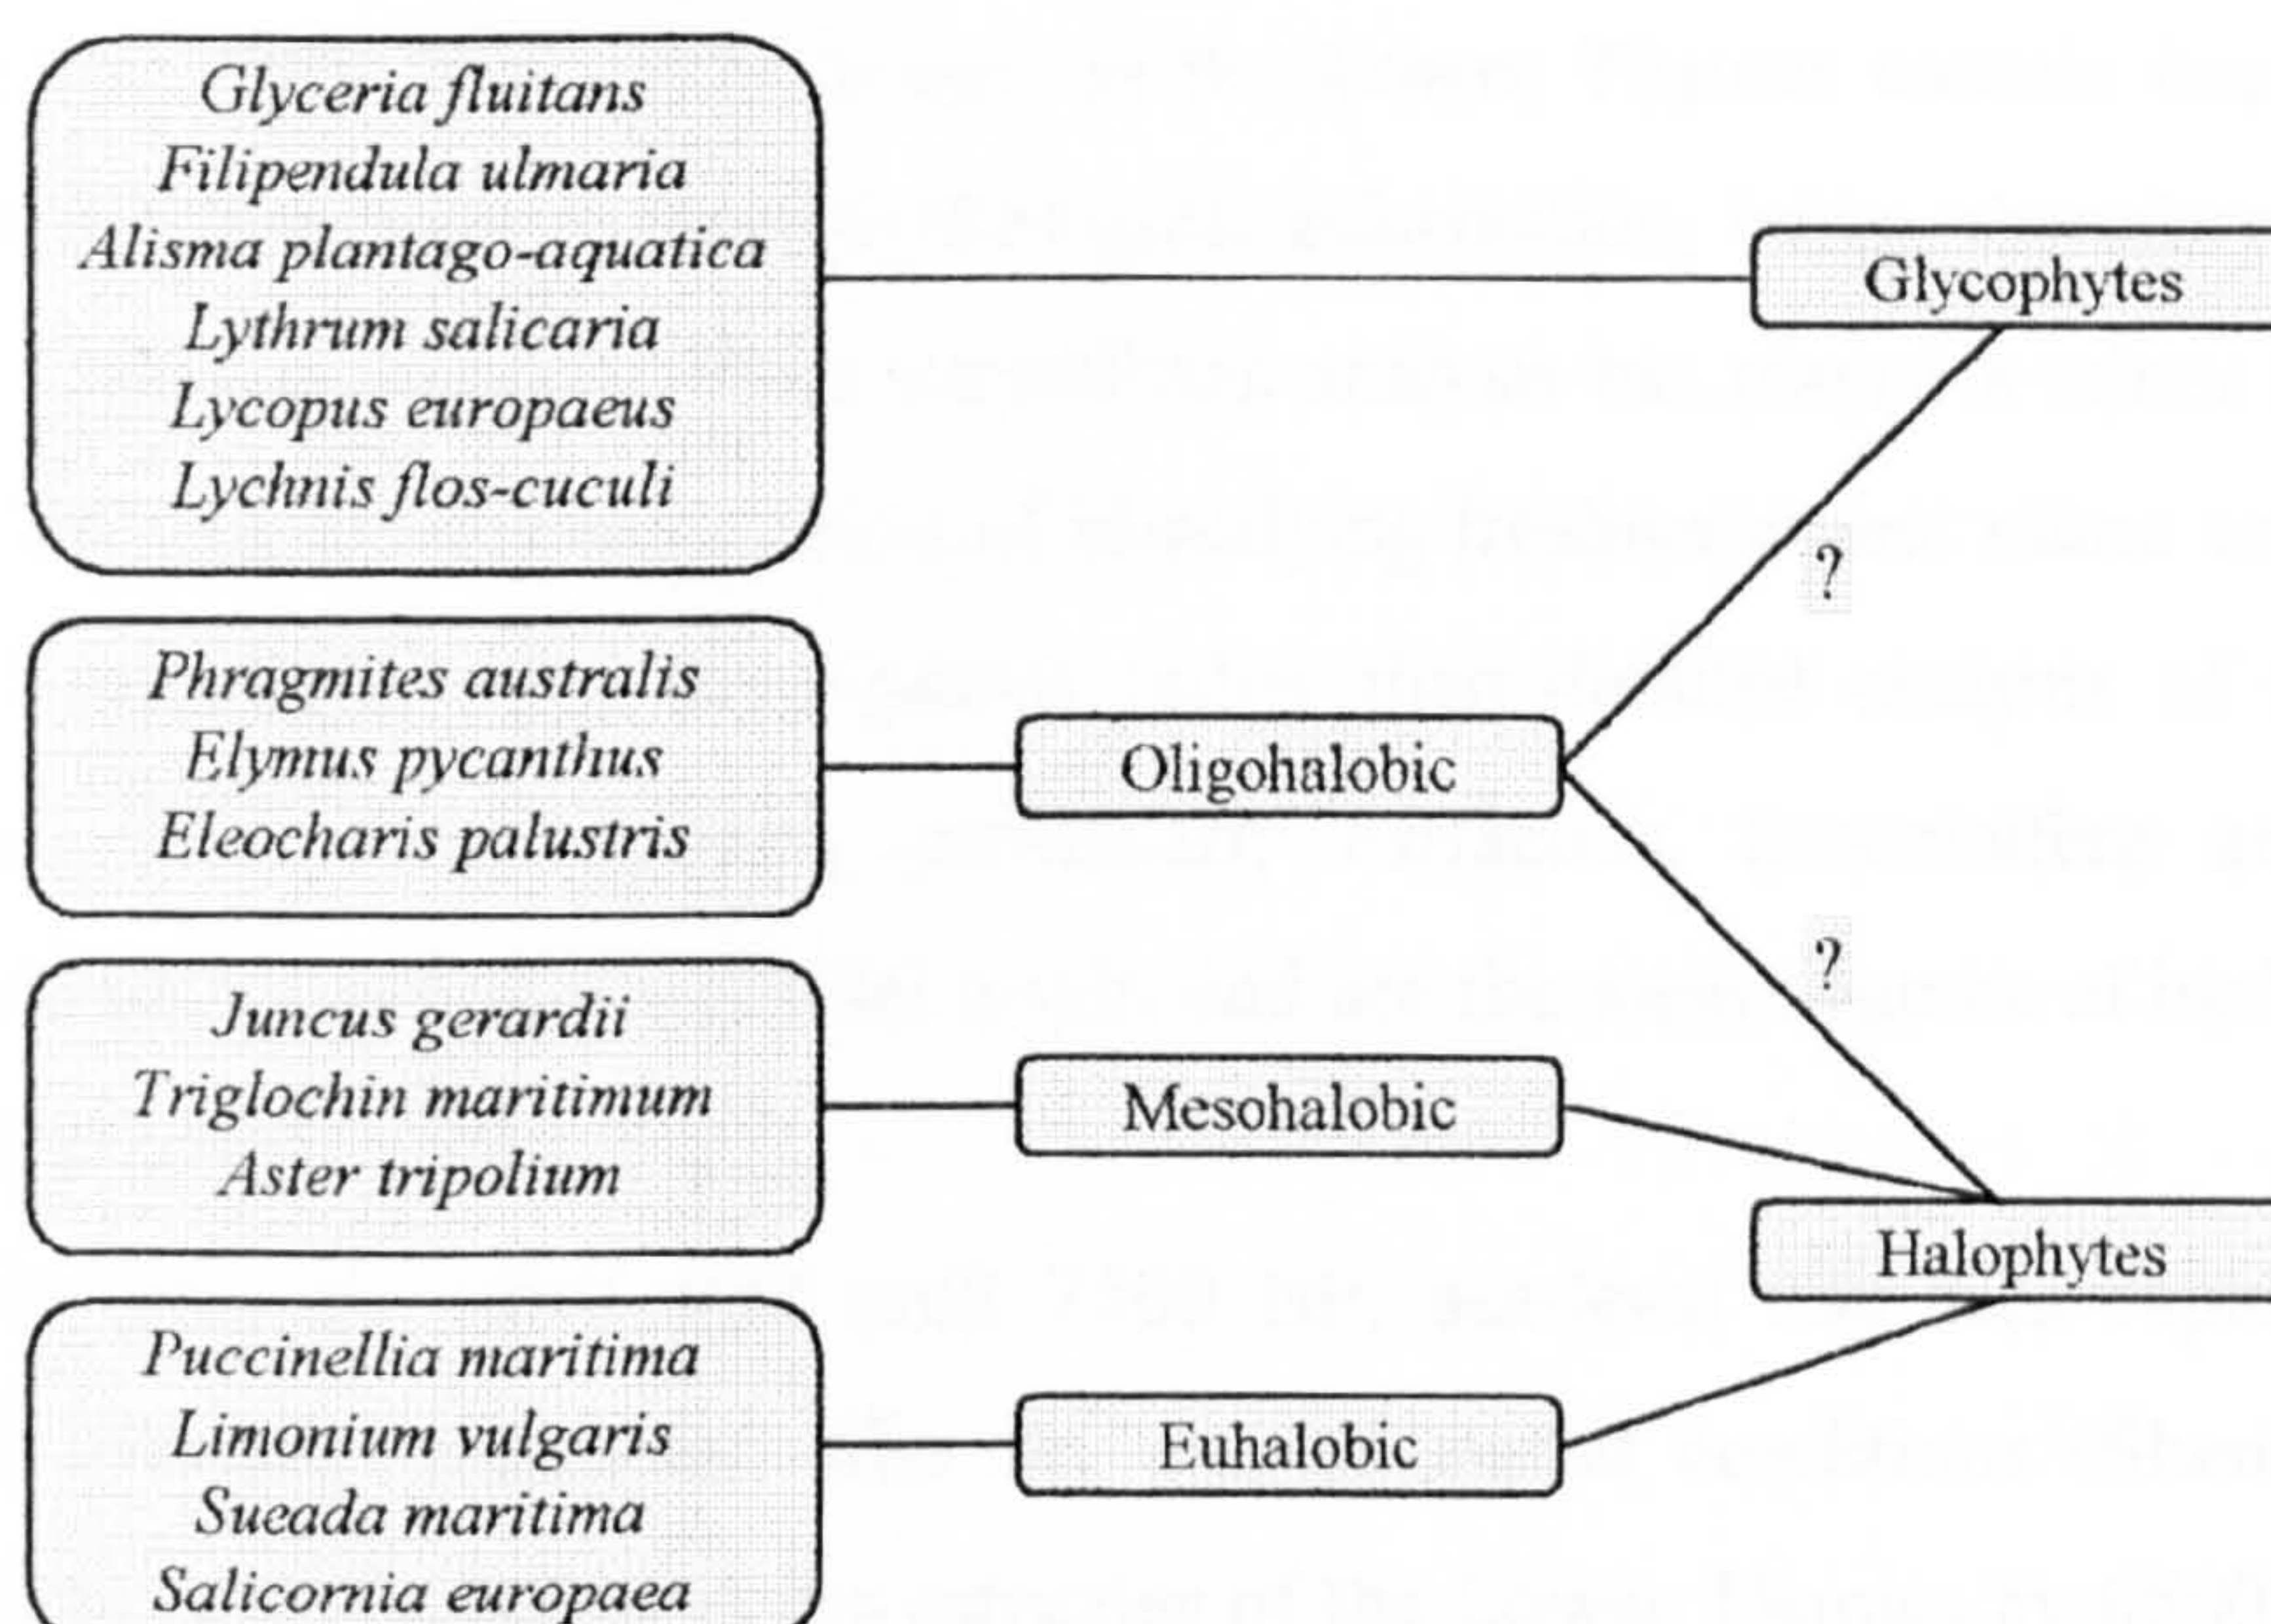 Glyceria fluitans
Filipendula ulmaria
Alisma plantago-aquatica
Lythrum salicaria
Lycopus europaeus
Lychnis flos-cuculi
Glycophytes
?
Phragmites australis
Elymus pycanthus
Eleocharis palustris
Oligohalobic
?
Juncus gerardii
Triglochin maritimum
Aster tripolium
Mesohalobic
Halophytes
Puccinellia maritima
Limonium vulgaris
Sueada maritima
Salicornia europaea
Euhalobic